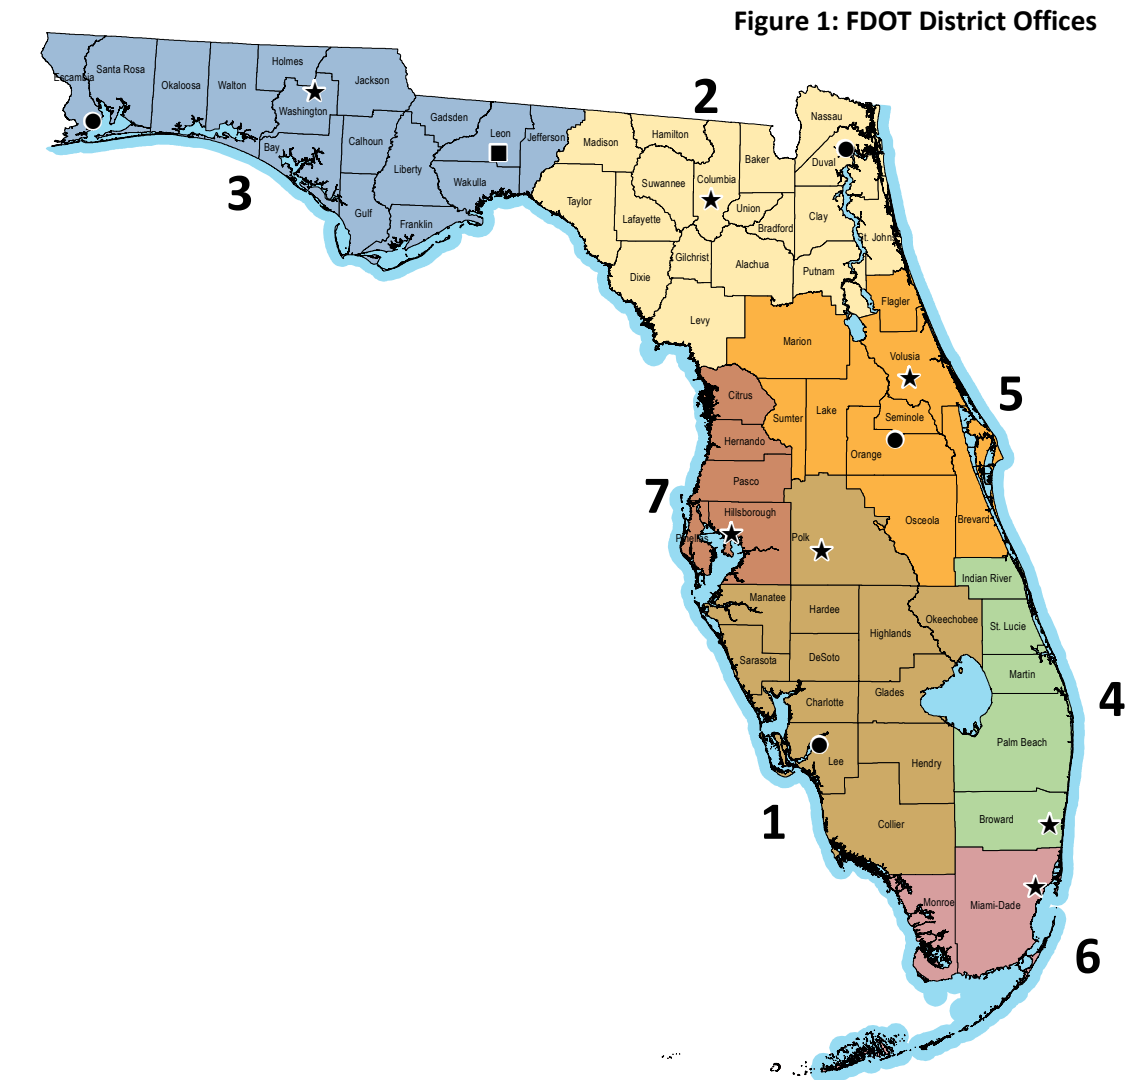 Figure 1: FDOT District Offices
Escambia
Santa Rosa
Okaloosa
Walton
Holmes
Washington
Jackson
Bay
Calhoun
Gulf
Liberty
Gadsden
Franklin
Leon
Wakulla
Jefferson
3
2
Madison
Hamilton
Taylor
Suwannee
Lafayette
Columbia
Baker
Nassau
Duval
Union
Bradford
Clay
St. Johns
Gilchrist
Alachua
Putnam
Dixie
Levy
Flagler
Marion
Volusia
5
Citrus
Sumter
Lake
Seminole
Hernando
Orange
Pasco
7
Hillsborough
Pinellas
Polk
Osceola
Brevard
Indian River
Manatee
Hardee
Highlands
Okeechobee
St. Lucie
Sarasota
DeSoto
Martin
Charlotte
Glades
4
Lee
Hendry
Palm Beach
1
Collier
Broward
Monroe
Miami-Dade
6